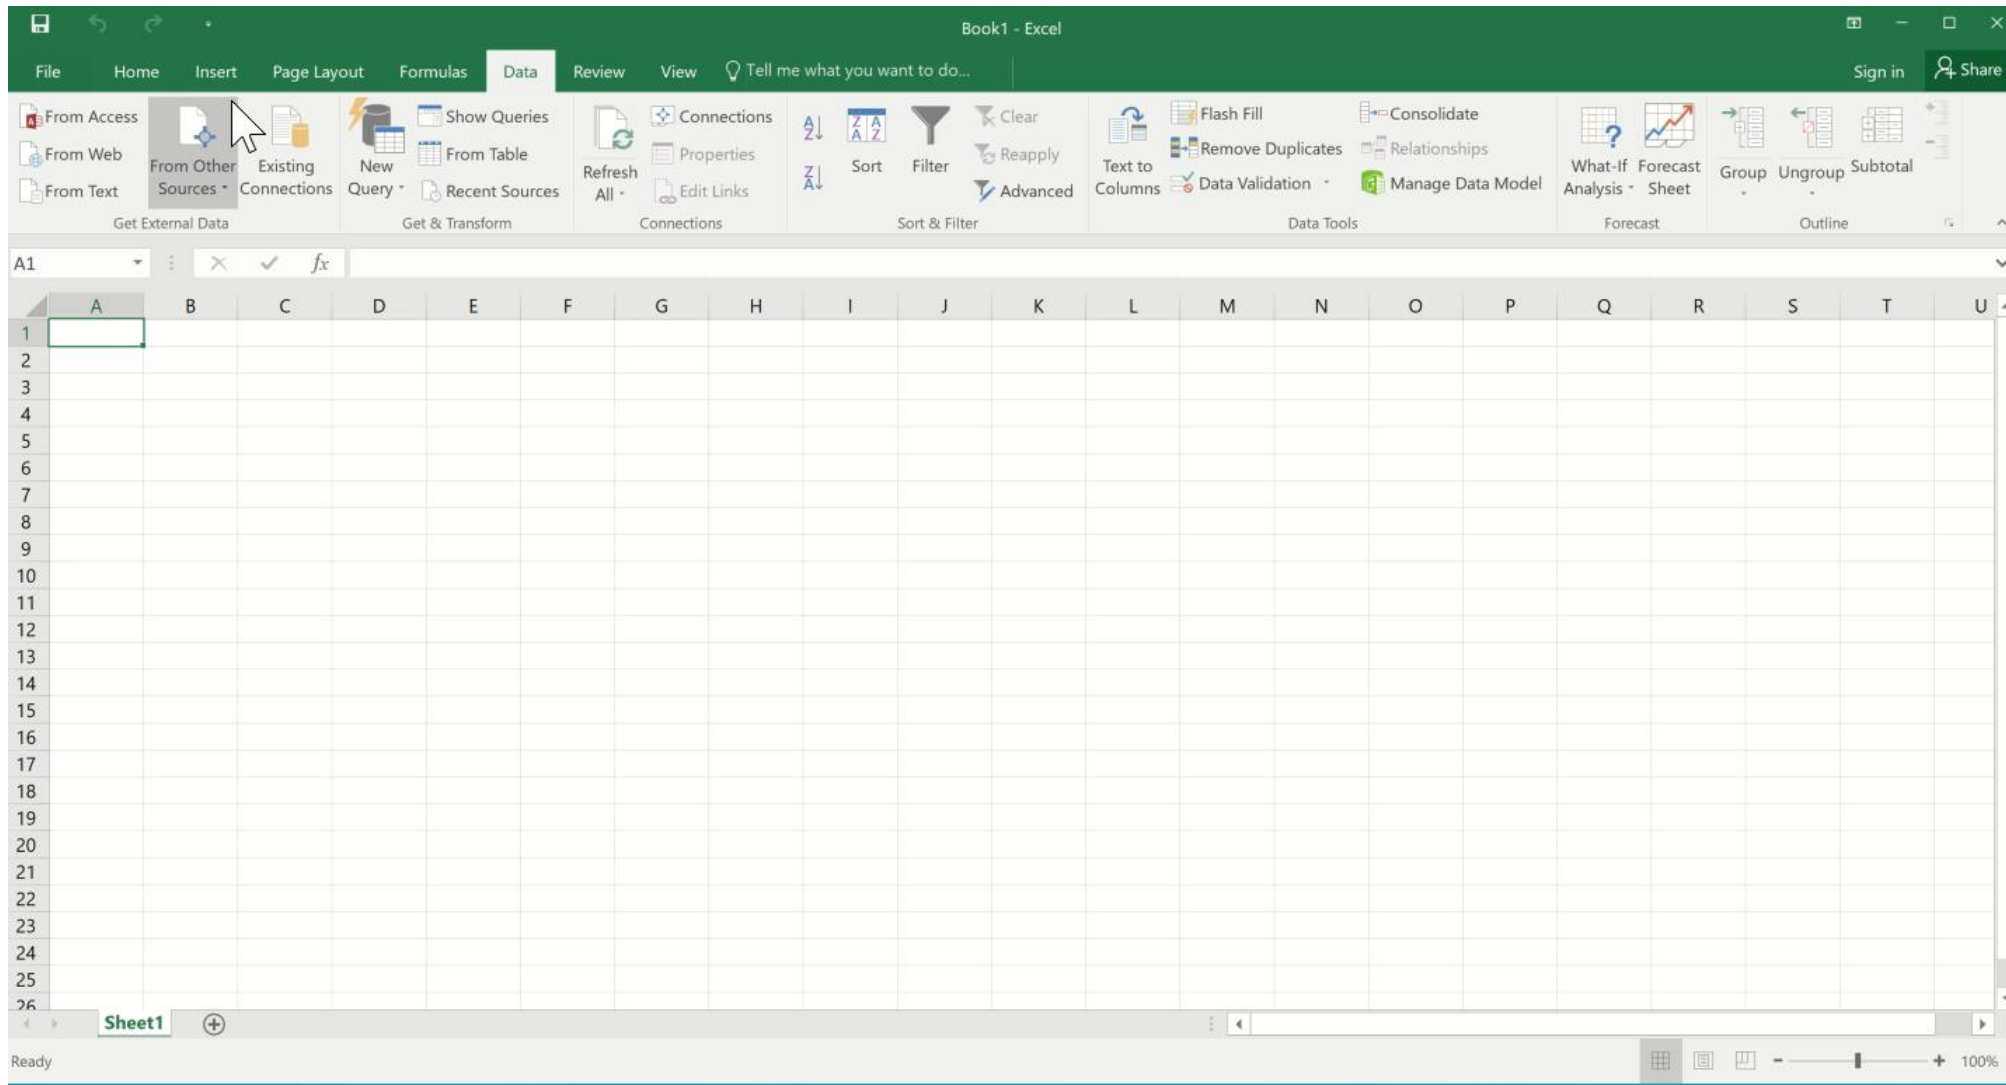 Book1 - Excel
File Home Insert Page Layout Formulas Data Review View Tell me what you want to do... Sign in Share
From Access
From Web
From Text
From Other
Sources
Existing
Connections
Get External Data
New
Query
Show Queries
From Table
Recent Sources
Get & Transform
Refresh
All
Connections
Properties
Edit Links
Connections
Sort
Filter
Clear
Reapply
Advanced
Sort & Filter
Text to
Columns
Flash Fill
Remove Duplicates
Data Validation
Consolidate
Relationships
Manage Data Model
Data Tools
What-If
Analysis
Forecast
Sheet
Forecast
Group
Ungroup
Subtotal
Outline
A1 fx
A B C D E F G H I J K L M N O P Q R S T U
1
2
3
4
5
6
7
8
9
10
11
12
13
14
15
16
17
18
19
20
21
22
23
24
25
26
Sheet1
Ready 100%